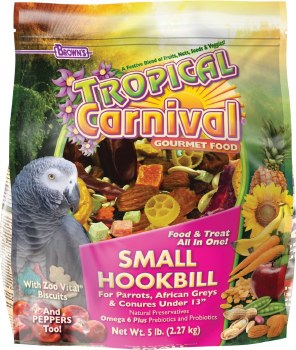 BROWN'S
A Festive Blend of Fruits, Nuts, Seeds & Veggies!
TROPICAL
Carnival
GOURMET FOOD
Food & Treat
All In One!
SMALL
HOOKBILL
For Parrots, African Greys
& Conures Under 13"
Natural Preservatives
Omega 6 Plus Prebiotics and Probiotics
Net Wt. 5 lb. (2.27 kg)
With Zoo Vital®
Biscuits
And PEPPERS
Too!